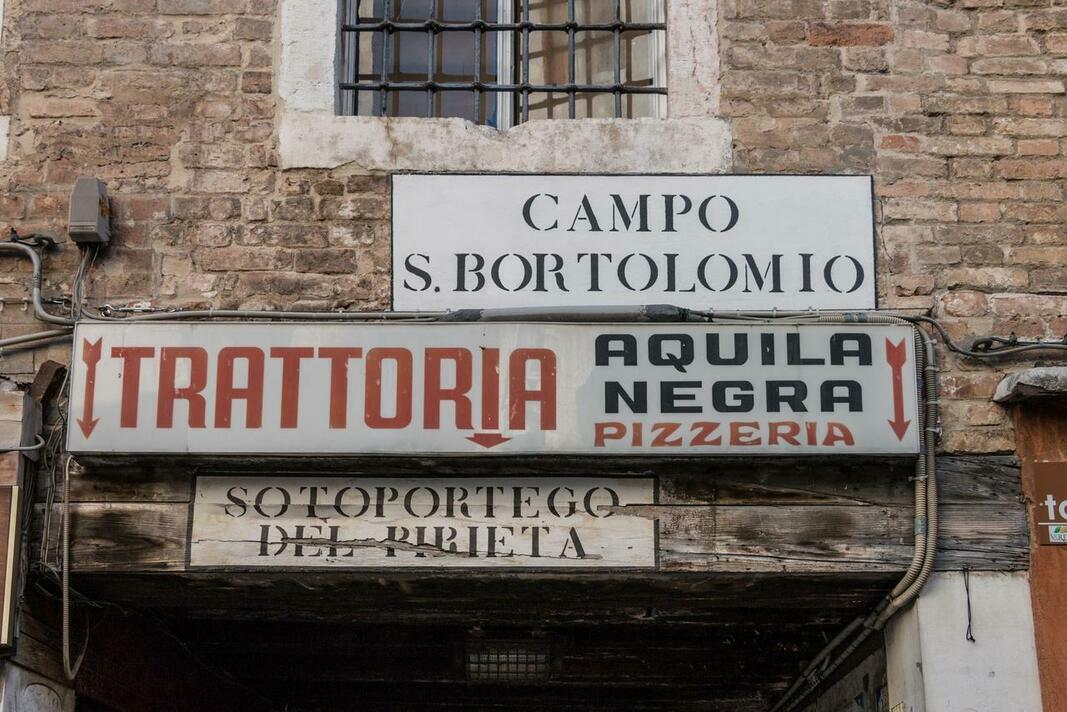 CAMPO
S. BORTOLOMIO
TRATTORIA
AQUILA
NEGRA
PIZZERIA
SOTOPORTEGO
DEL PIRIETA